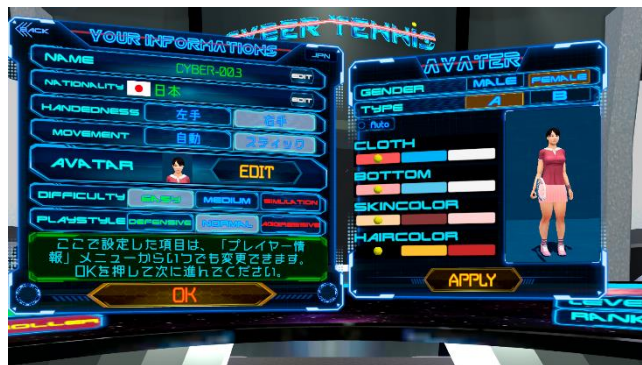 BACK
CYBER TENNIS
YOUR INFORMATIONS
JPN
NAME
CYBER-003
EDIT
NATIONALITY
日本
EDIT
HANDEDNESS
左手
右手
MOVEMENT
自動
スティック
AVATAR
EDIT
DIFFICULTY
EASY
MEDIUM
SIMULATION
PLAYSTYLE
DEFENSIVE
NORMAL
AGGRESSIVE
ここで設定した項目は、「プレイヤー情
報」メニューからいつでも変更できます。
OKを押して次に進んでください。
OK
AVATER
GENDER
MALE
FEMALE
TYPE
A
B
Auto
CLOTH
BOTTOM
SKINCOLOR
HAIRCOLOR
APPLY
RANK